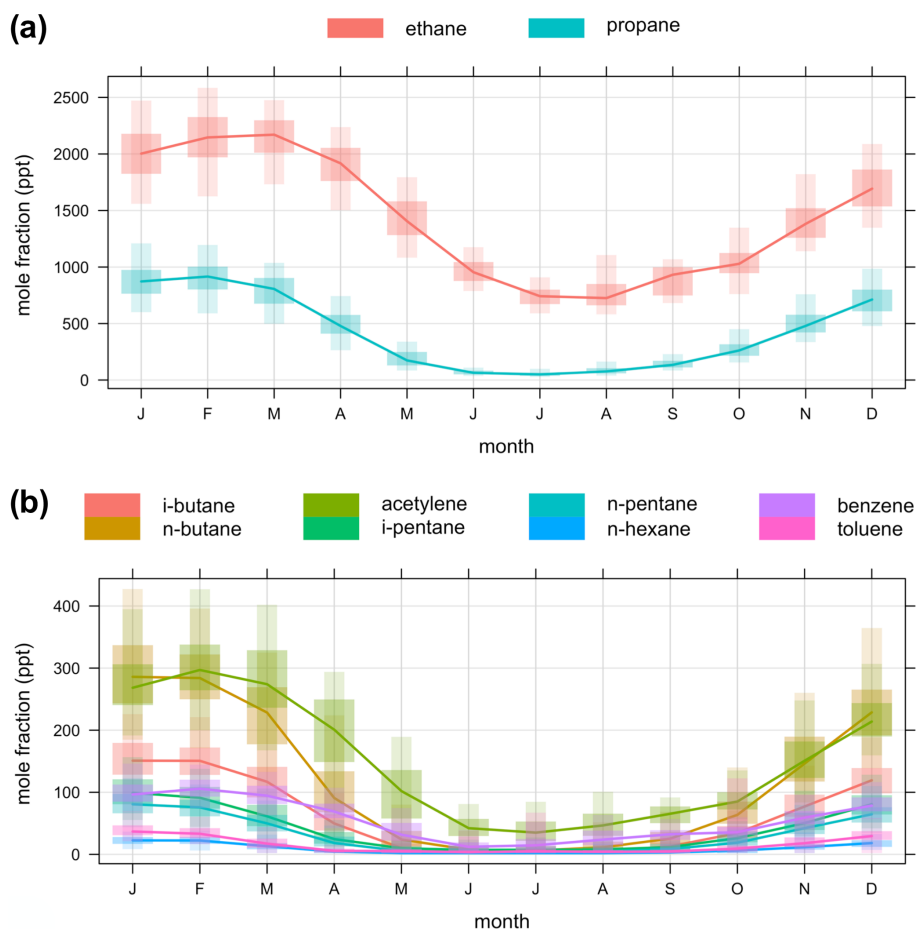 (a)
ethane propane
2500
2000
1500
1000
500
0
mole fraction (ppt)
J F M A M J J A S O N D
month
(b)
i-butane acetylene n-pentane benzene
n-butane i-pentane n-hexane toluene
400
300
200
100
0
mole fraction (ppt)
J F M A M J J A S O N D
month